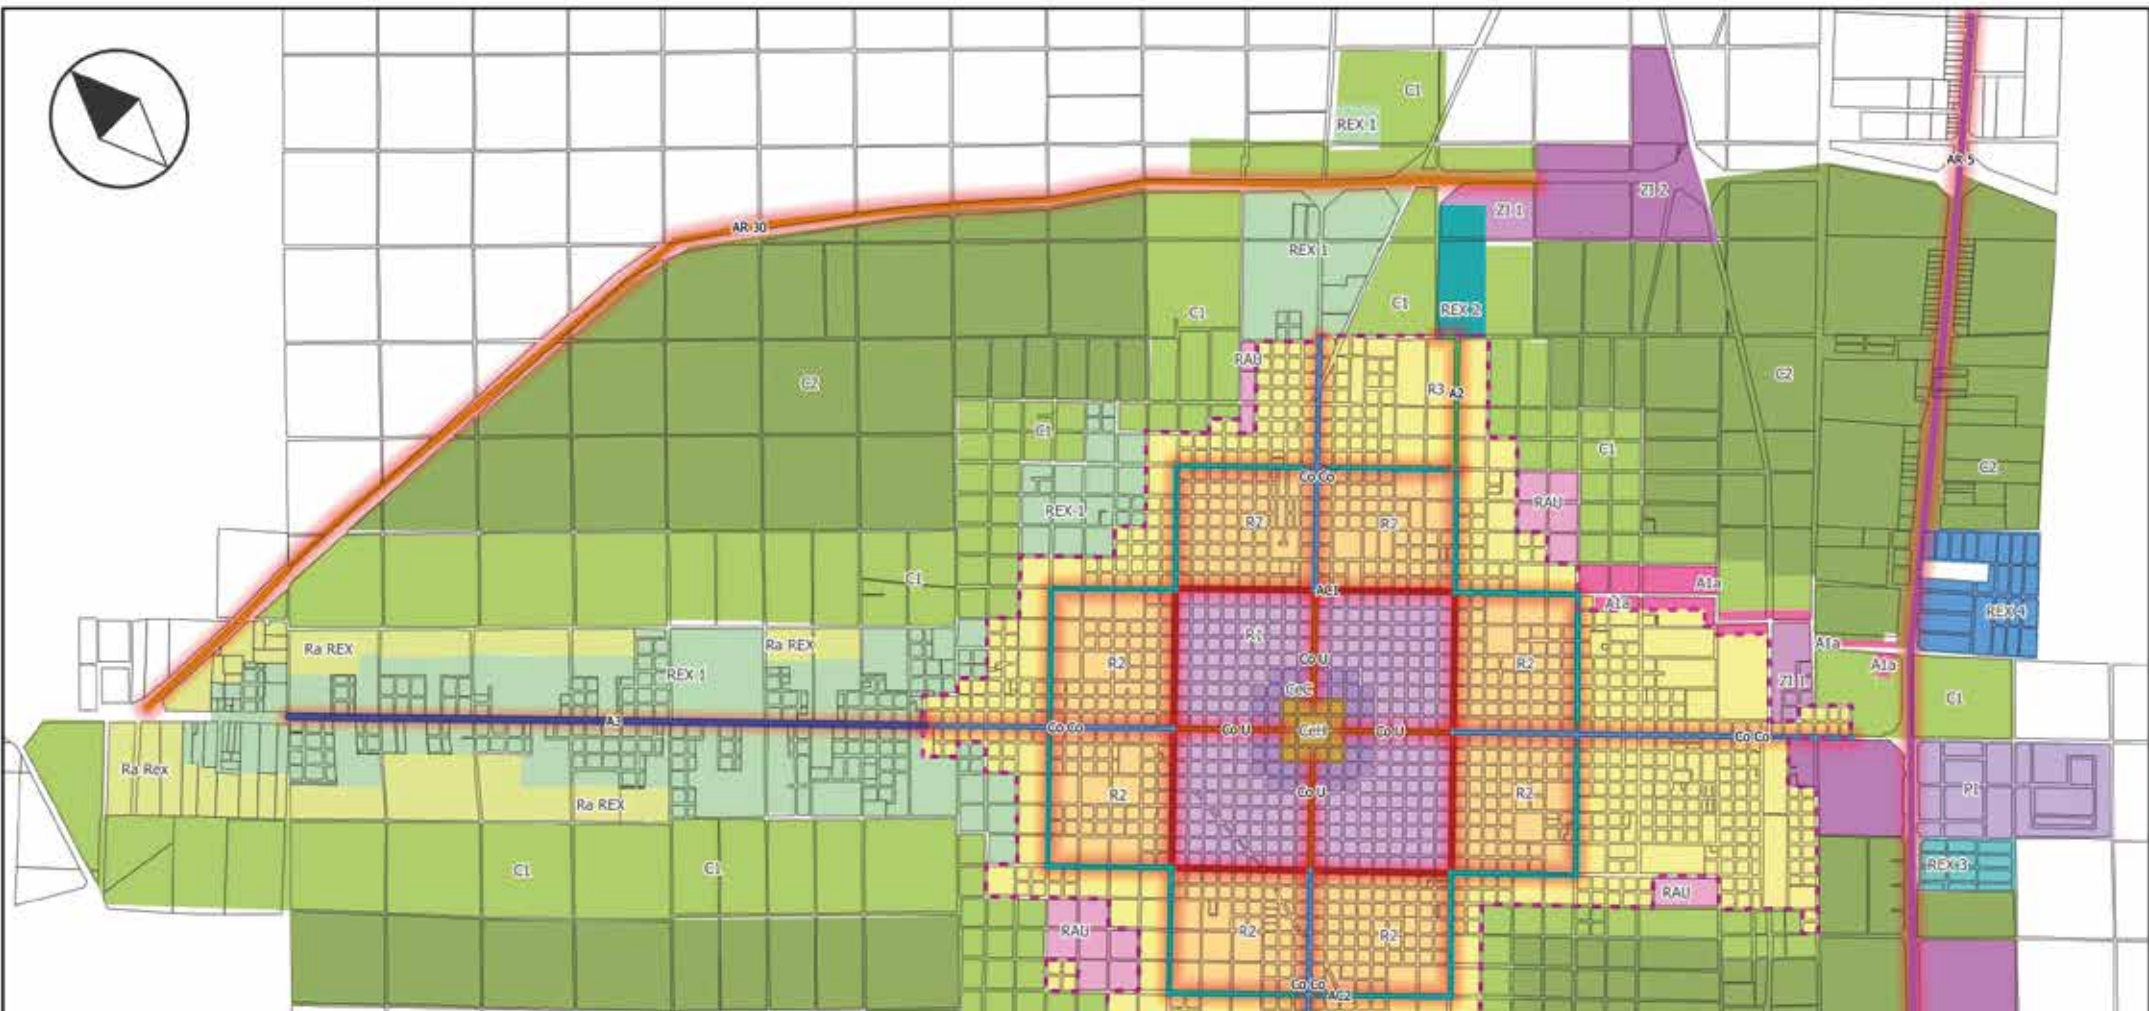 C1
REX 1
AR 5
ZI 2
ZI 1
AR 30
REX 1
C1
REX 2
C1
RAU
C2
R3
A2
C2
C1
C1
C2
Co Co
RAU
REX 1
R2
R2
C1
A1a
AC1
A1a
REX 4
R1
A1a
Ra REX
Ra REX
Co U
R2
R2
A1a
REX 1
ZI 1
CeC
C1
A3
Co Co
Co U
CeH
Co U
Co Co
Ra Rex
P1
Co U
R2
R2
Ra REX
C1
C1
REX 3
RAU
RAU
R2
R2
Co Co
AC2